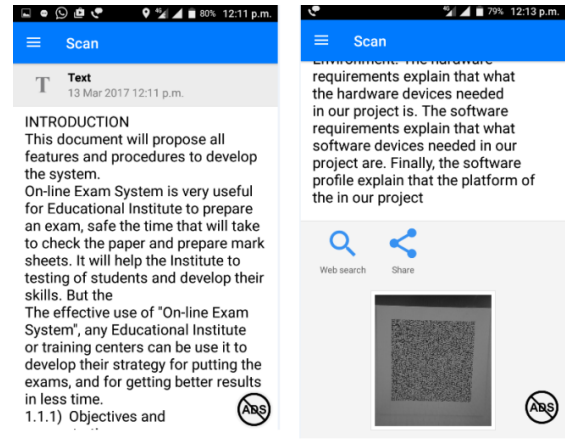 80% 12:11 p.m.
Scan
T
Text
13 Mar 2017 12:11 p.m.
INTRODUCTION
This document will propose all
features and procedures to develop
the system.
On-line Exam System is very useful
for Educational Institute to prepare
an exam, safe the time that will take
to check the paper and prepare mark
sheets. It will help the Institute to
testing of students and develop their
skills. But the
The effective use of "On-line Exam
System", any Educational Institute
or training centers can be use it to
develop their strategy for putting the
exams, and for getting better results
in less time.
1.1.1) Objectives and
ADS
79% 12:13 p.m.
Scan
Environment. The hardware
requirements explain that what
the hardware devices needed
in our project is. The software
requirements explain that what
software devices needed in our
project are. Finally, the software
profile explain that the platform of
the in our project
Web search
Share
ADS